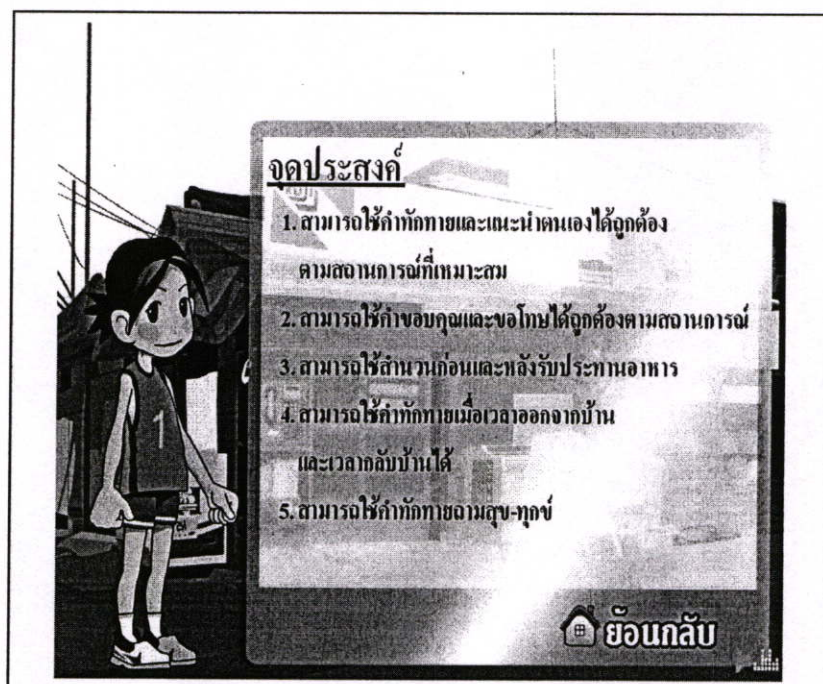 จุดประสงค์
1. สามารถใช้คำทักทายและแนะนำตนเองได้ถูกต้อง
ตามสถานการณ์ที่เหมาะสม
2. สามารถใช้คำขอบคุณและขอโทษได้ถูกต้องตามสถานการณ์
3. สามารถใช้สำนวนก่อนและหลังรับประทานอาหาร
4. สามารถใช้คำทักทายเมื่อเวลาออกจากบ้าน
และเวลากลับบ้านได้
5. สามารถใช้คำทักทายถามสุข-ทุกข์
1
ย้อนกลับ